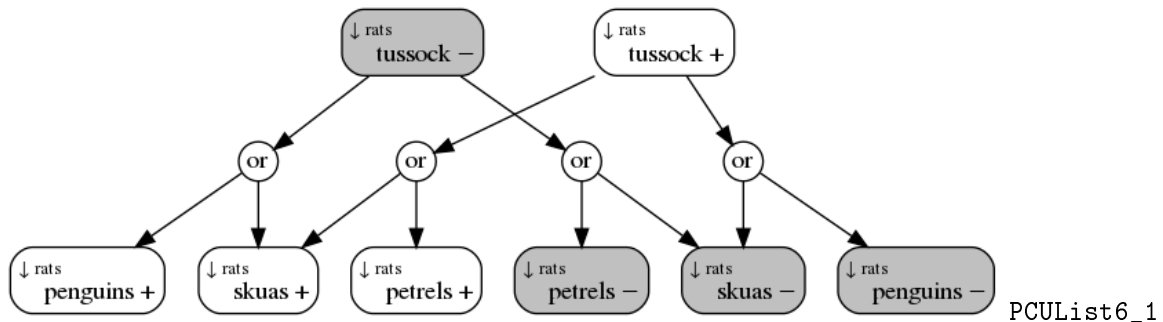 ↓ rats
tussock −
↓ rats
tussock +
or
or
or
or
↓ rats
penguins +
↓ rats
skuas +
↓ rats
petrels +
↓ rats
petrels −
↓ rats
skuas −
↓ rats
penguins −
PCUList6_1